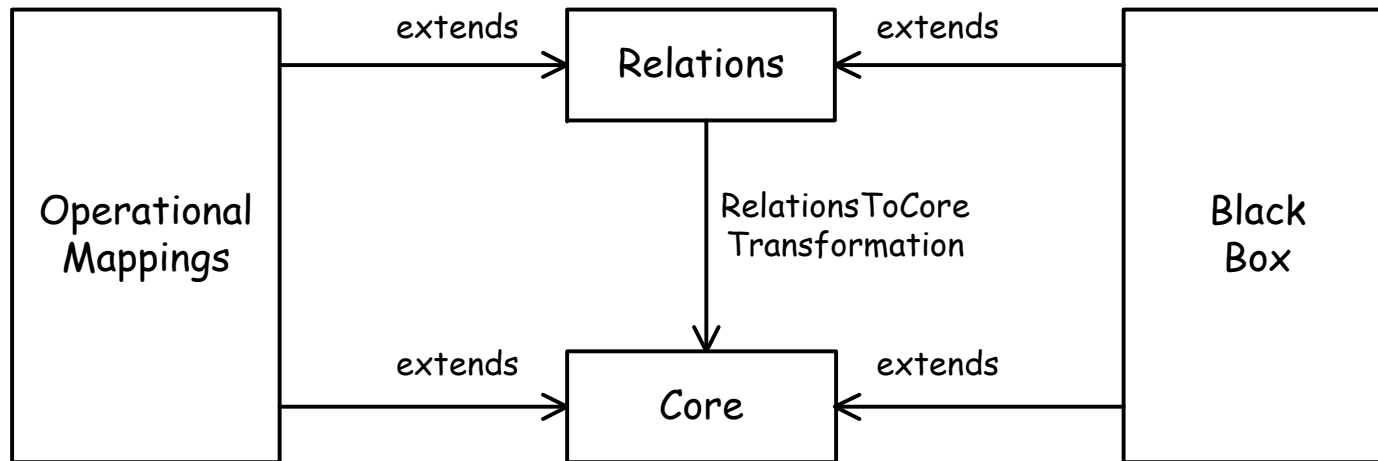 extends
extends
Relations
Operational
Mappings
RelationsToCore
Transformation
Black
Box
extends
extends
Core